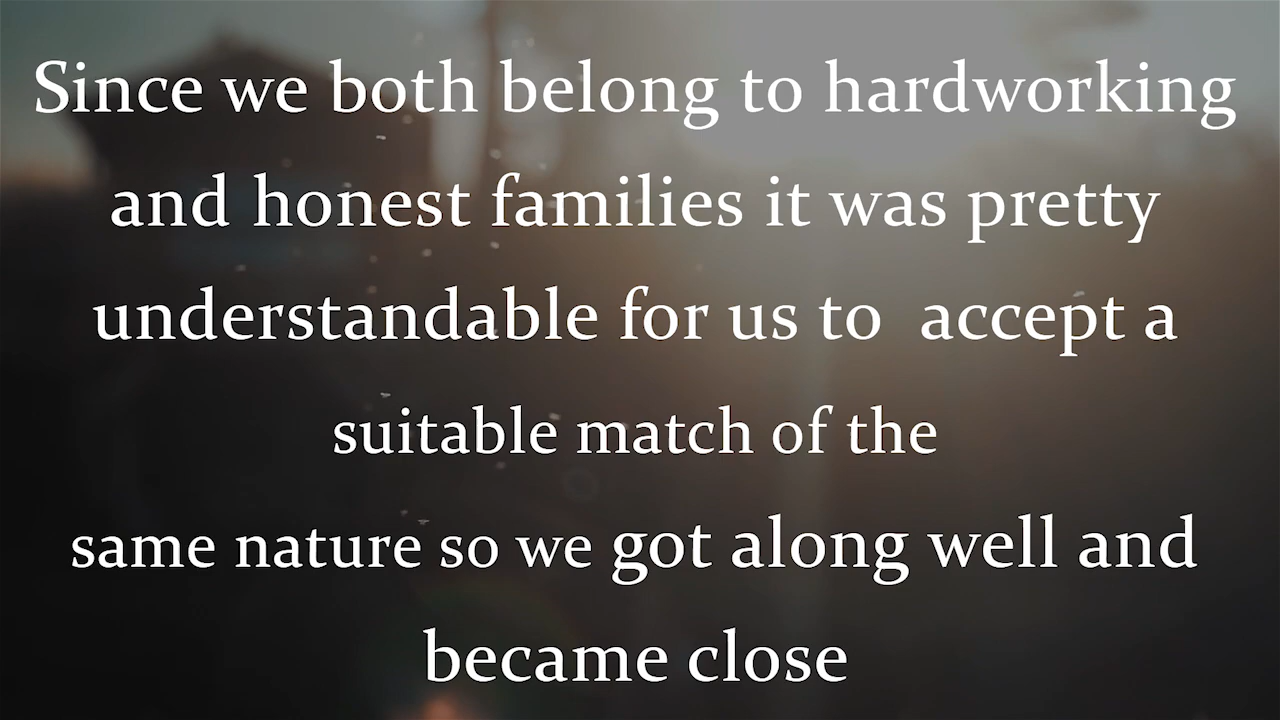 Since we both belong to hardworking
and honest families it was pretty
understandable for us to  accept a
suitable match of the
same nature so we got along well and
became close